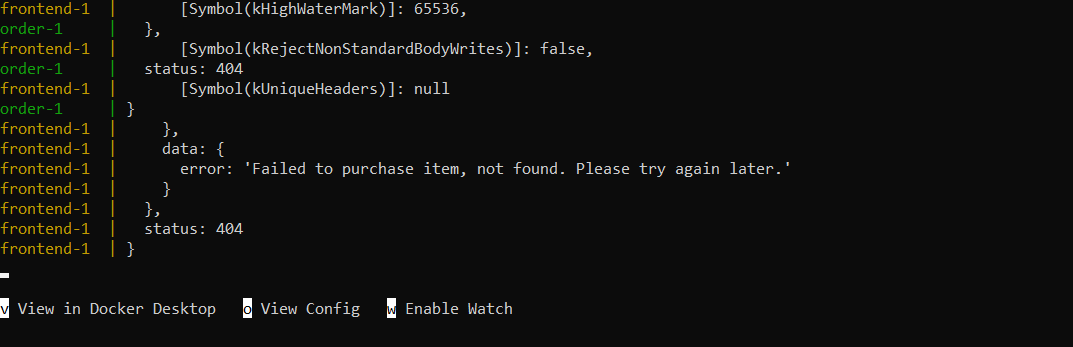 frontend-1  |       [Symbol(kHighWaterMark)]: 65536,
order-1     |   },
frontend-1  |       [Symbol(kRejectNonStandardBodyWrites)]: false,
order-1     |   status: 404
frontend-1  |       [Symbol(kUniqueHeaders)]: null
order-1     | }
frontend-1  |     },
frontend-1  |     data: {
frontend-1  |       error: 'Failed to purchase item, not found. Please try again later.'
frontend-1  |     }
frontend-1  |   },
frontend-1  |   status: 404
frontend-1  | }
v View in Docker Desktop   o View Config   w Enable Watch